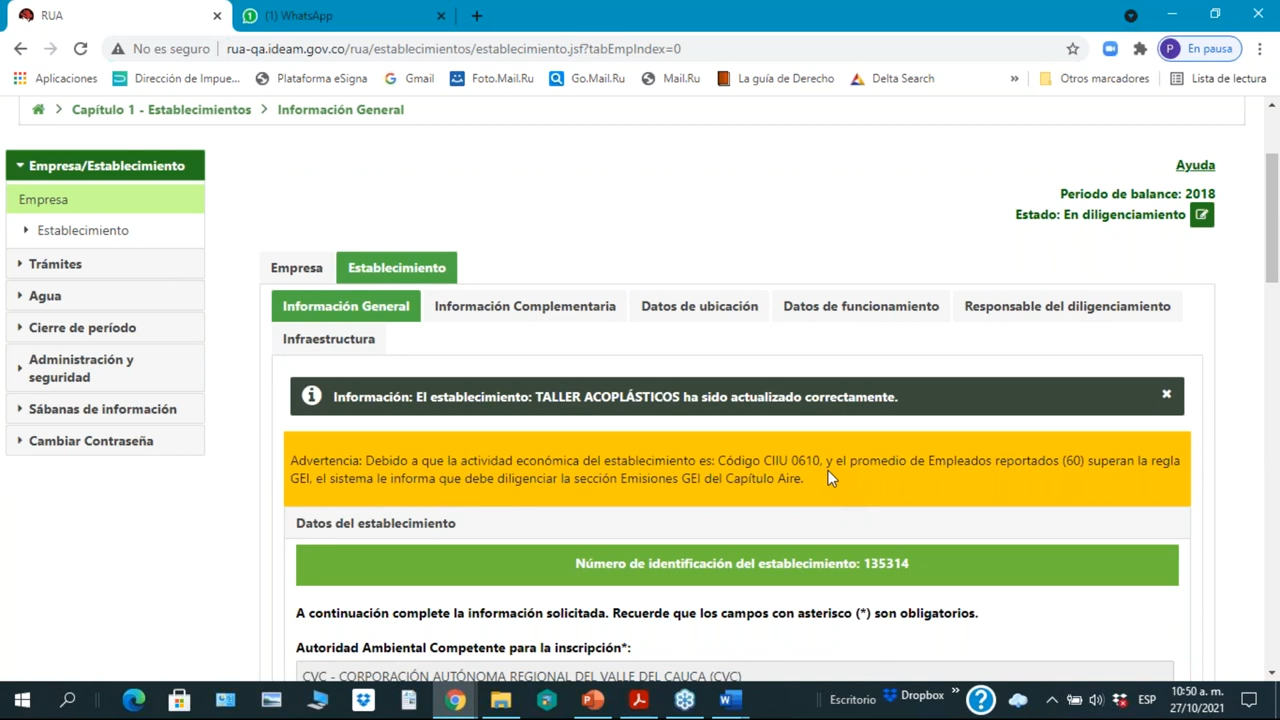 RUA
(1) WhatsApp
No es seguro
rua-qa.ideam.gov.co/rua/establecimientos/establecimiento.jsf?tabEmpIndex=0
P En pausa
Aplicaciones
Dirección de Impue...
Plataforma eSigna
Gmail
Foto.Mail.Ru
Go.Mail.Ru
Mail.Ru
La guía de Derecho
Delta Search
»
Otros marcadores
Lista de lectura
> Capítulo 1 - Establecimientos > Información General
Empresa/Establecimiento
Empresa
Establecimiento
Trámites
Agua
Cierre de período
Administración y
seguridad
Sábanas de información
Cambiar Contraseña
Ayuda
Periodo de balance: 2018
Estado: En diligenciamiento
Empresa
Establecimiento
Información General
Información Complementaria
Datos de ubicación
Datos de funcionamiento
Responsable del diligenciamiento
Infraestructura
Información: El establecimiento: TALLER ACOPLÁSTICOS ha sido actualizado correctamente.
Advertencia: Debido a que la actividad económica del establecimiento es: Código CIIU 0610, y el promedio de Empleados reportados (60) superan la regla
GEI, el sistema le informa que debe diligenciar la sección Emisiones GEI del Capítulo Aire.
Datos del establecimiento
Número de identificación del establecimiento: 135314
A continuación complete la información solicitada. Recuerde que los campos con asterisco (*) son obligatorios.
Autoridad Ambiental Competente para la inscripción*:
CVC - CORPORACIÓN AUTÓNOMA REGIONAL DEL VALLE DEL CAUCA (CVC)
Escritorio
Dropbox
»
ESP
10:50 a. m.
27/10/2021